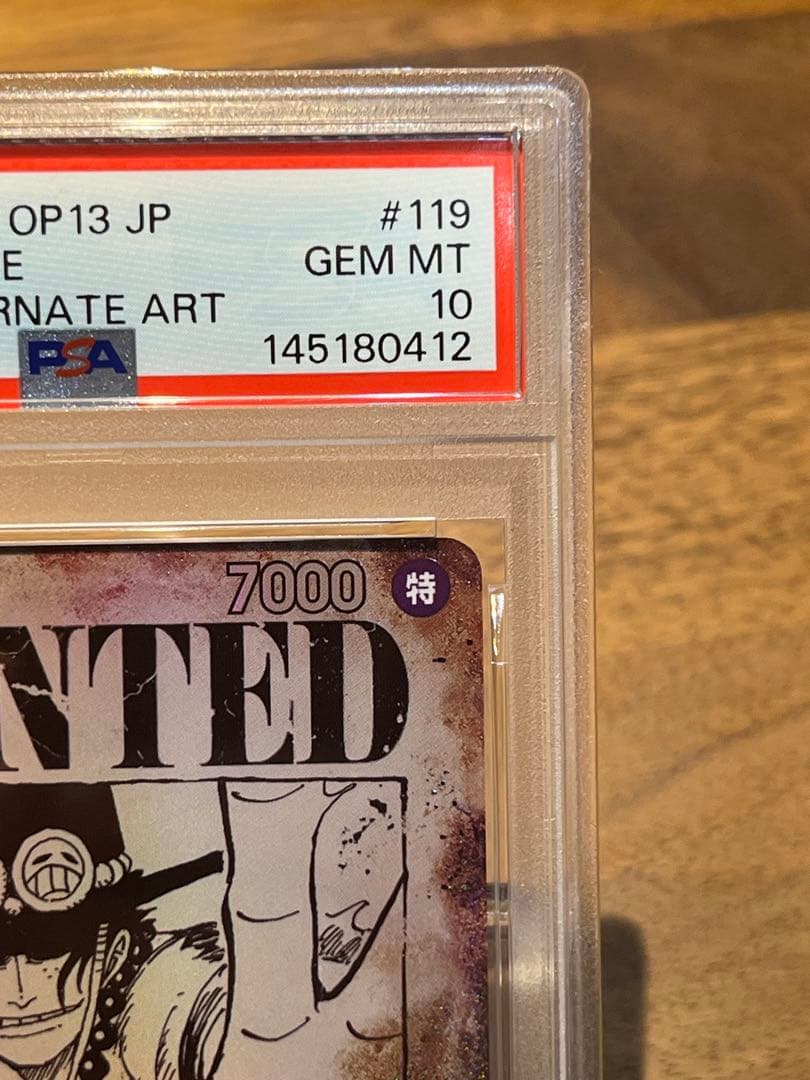 OP13 JP #119
E GEM MT
RNATE ART 10
PSA 145180412
7000 特
NTED